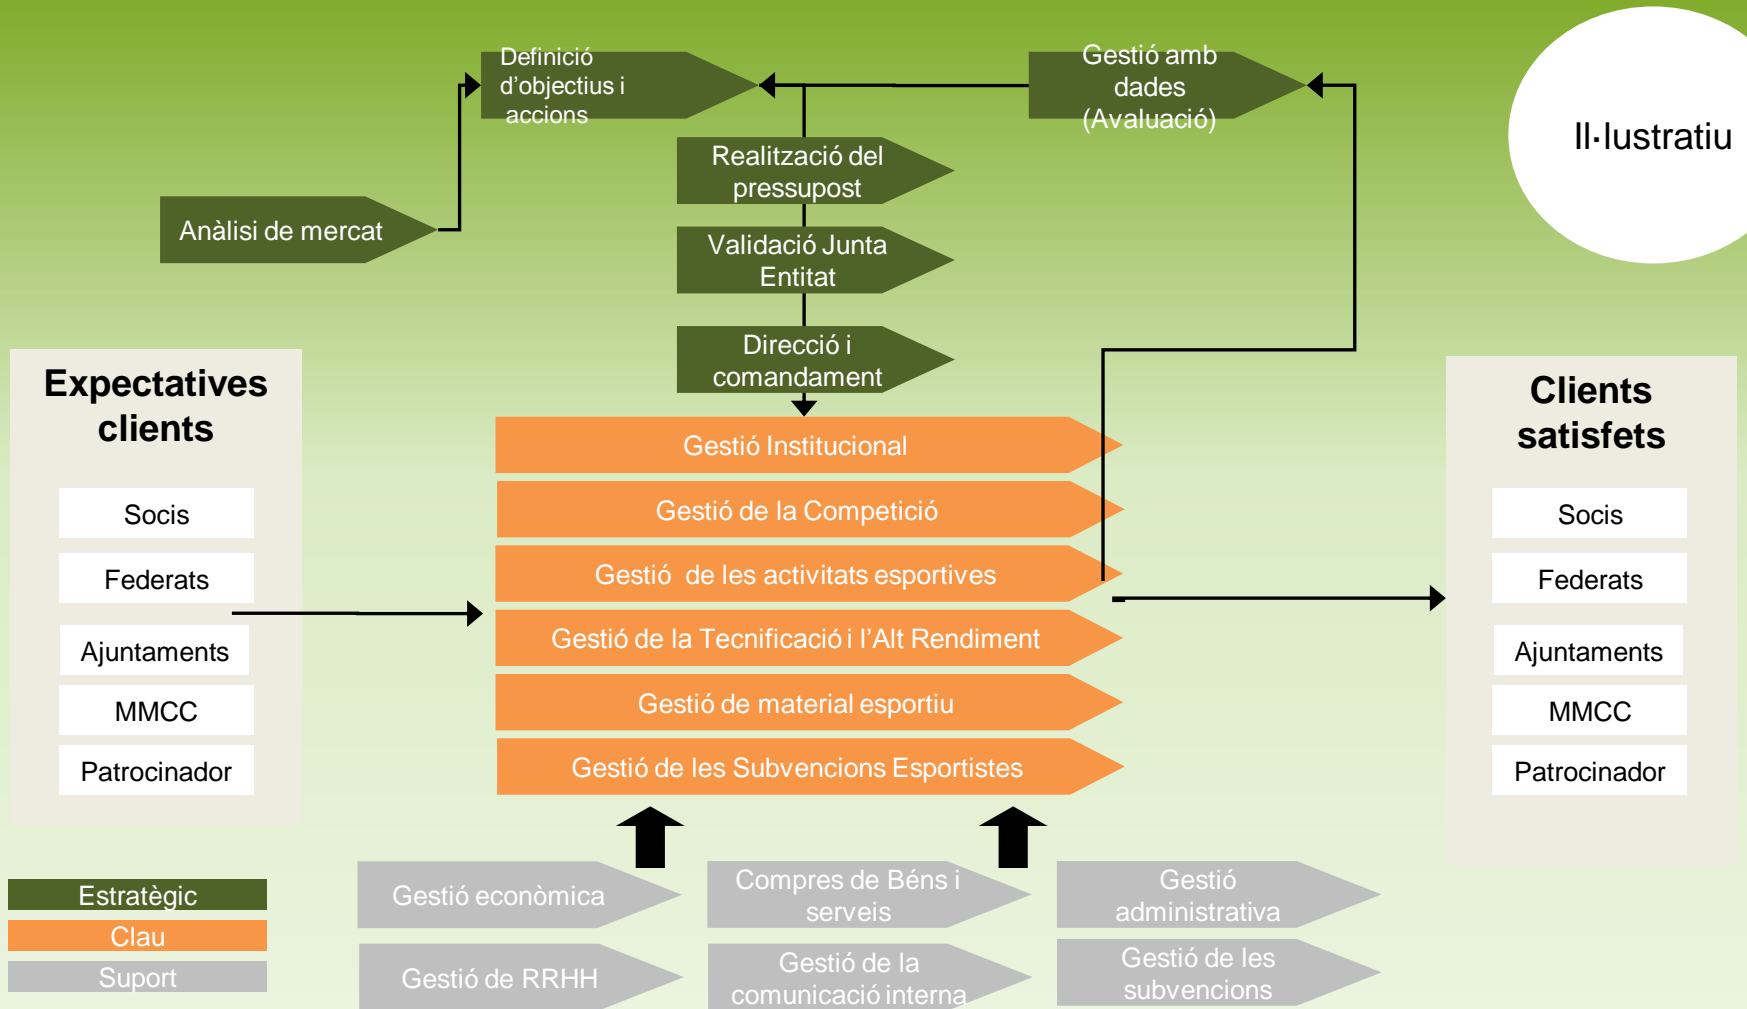 Definició
d'objectius i
accions
Gestió amb
dades
(Avaluació)
Il·lustratiu
Realització del
pressupost
Anàlisi de mercat
Validació Junta
Entitat
Direcció i
comandament
Expectatives
clients
Socis
Federats
Ajuntaments
MMCC
Patrocinador
Gestió Institucional
Gestió de la Competició
Gestió de les activitats esportives
Gestió de la Tecnificació i l'Alt Rendiment
Gestió de material esportiu
Gestió de les Subvencions Esportistes
Clients
satisfets
Socis
Federats
Ajuntaments
MMCC
Patrocinador
Estratègic
Clau
Suport
Gestió econòmica
Compres de Béns i
serveis
Gestió
administrativa
Gestió de RRHH
Gestió de la
comunicació interna
Gestió de les
subvencions